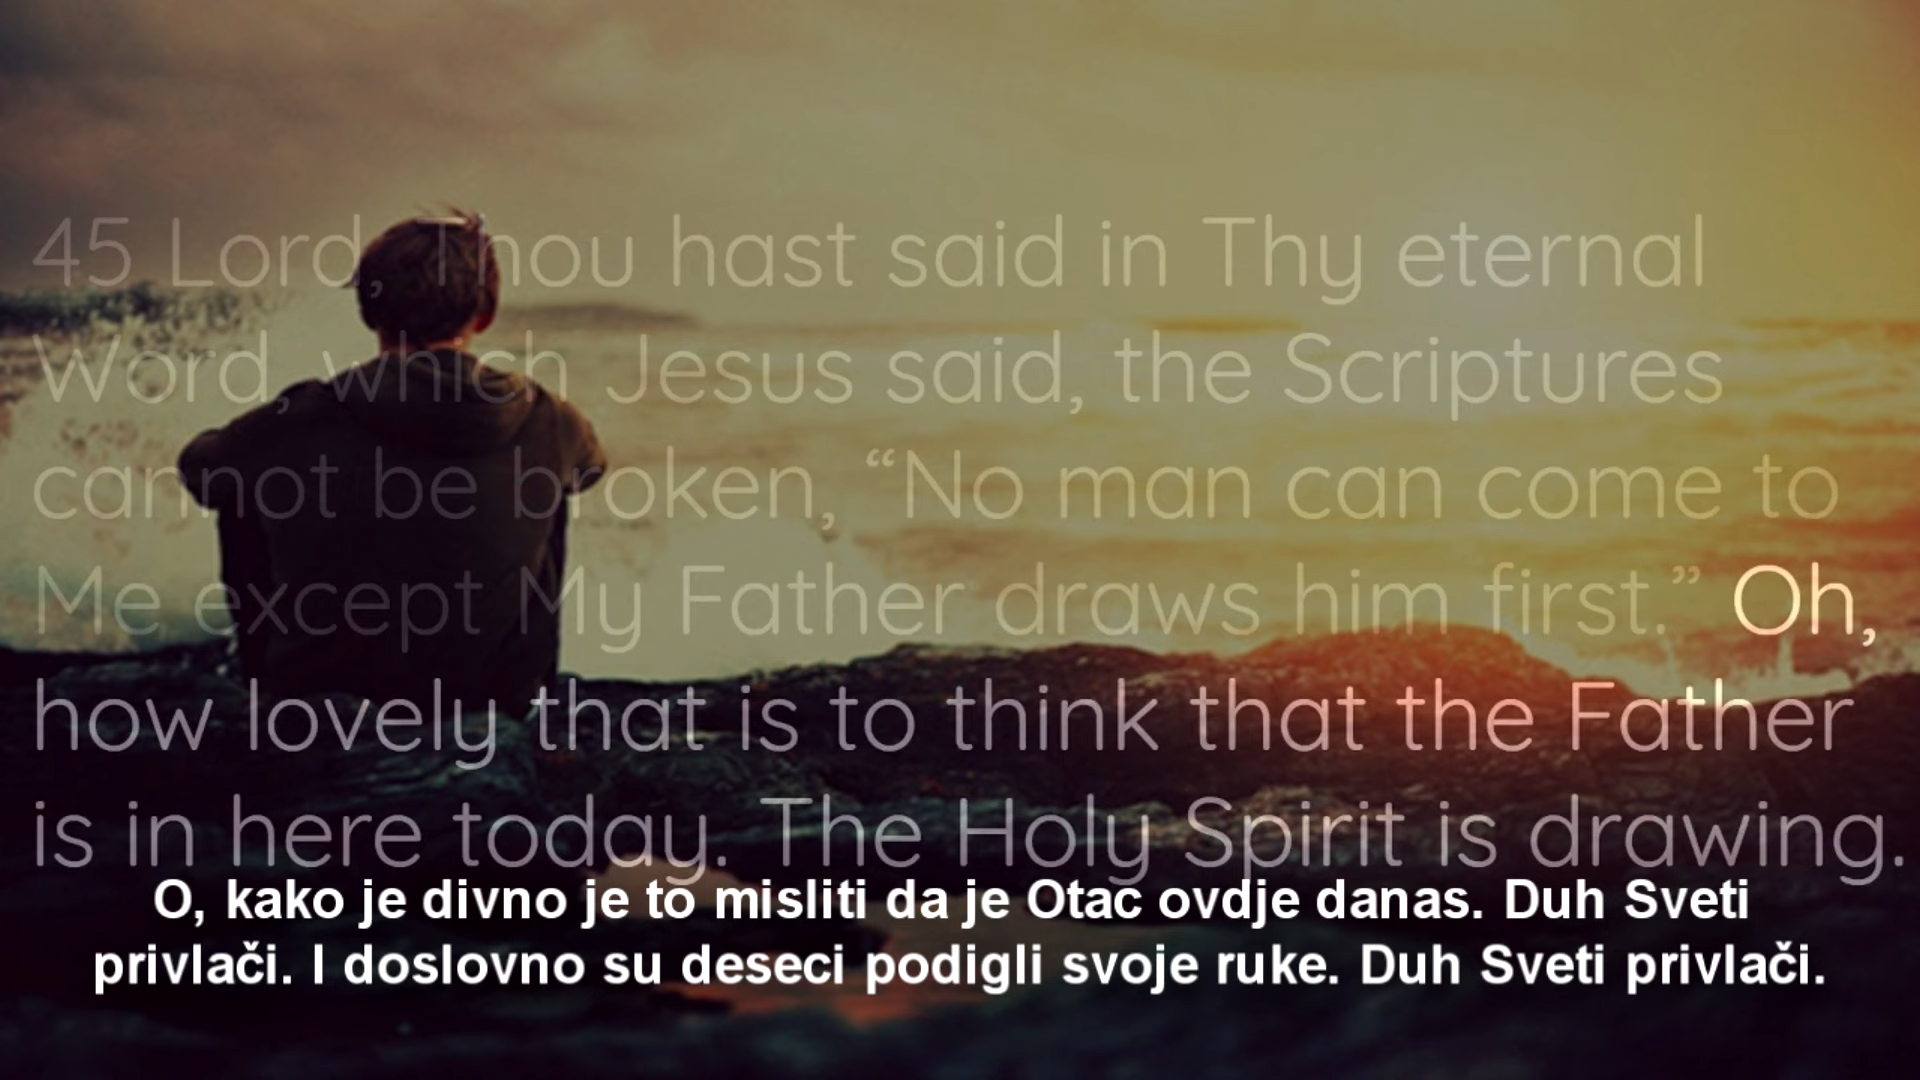 45 Lord, Thou hast said in Thy eternal
Word, which Jesus said, the Scriptures
cannot be broken, “No man can come to
Me except My Father draws him first.” Oh,
how lovely that is to think that the Father
is in here today. The Holy Spirit is drawing.
O, kako je divno je to misliti da je Otac ovdje danas. Duh Sveti
privlači. I doslovno su deseci podigli svoje ruke. Duh Sveti privlači.